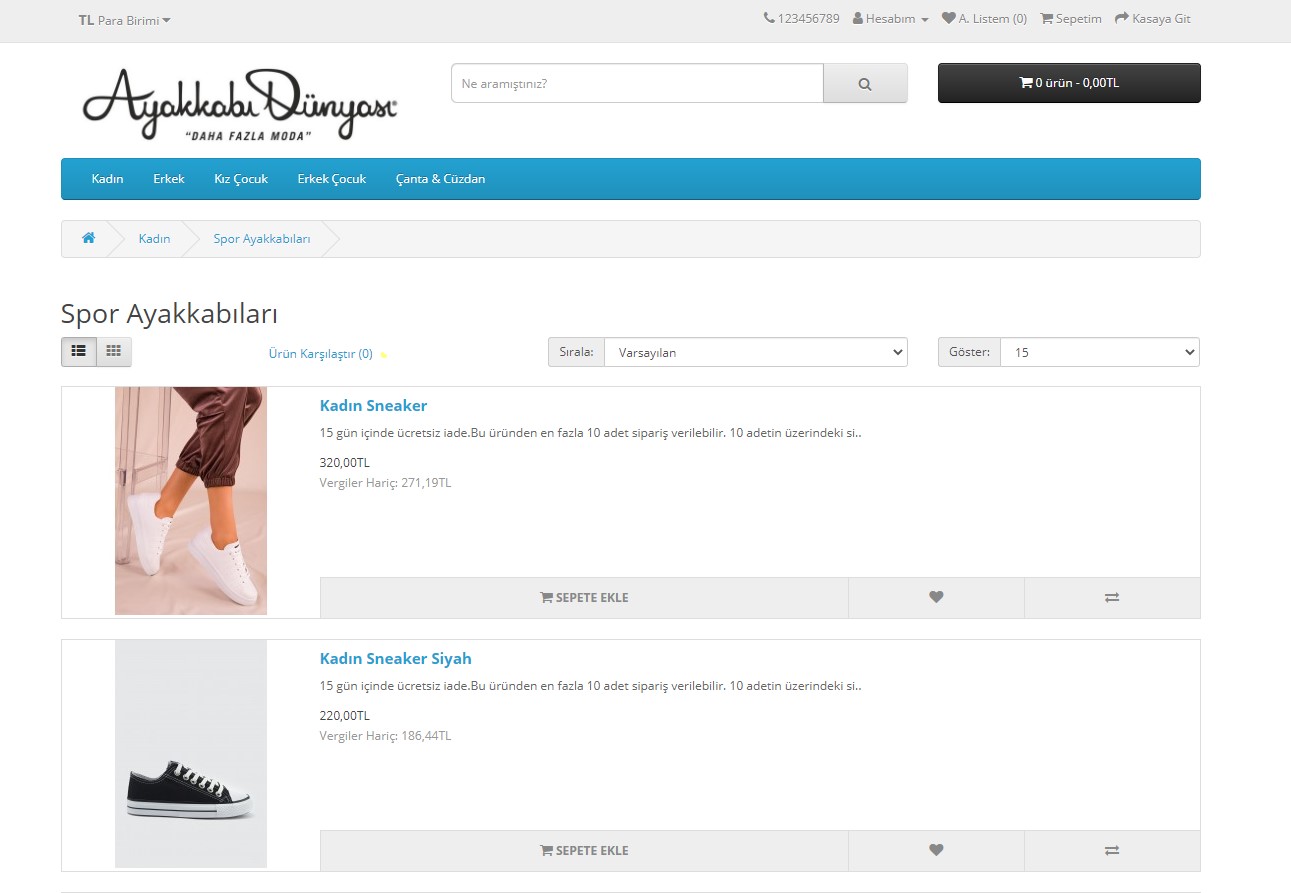 TL Para Birimi
123456789 Hesabım A. Listem (0) Sepetim Kasaya Git
Ayakkabı Dünyası
"DAHA FAZLA MODA"
Ne aramıştınız?
0 ürün - 0,00TL
Kadın Erkek Kız Çocuk Erkek Çocuk Çanta & Cüzdan
Kadın Spor Ayakkabıları
Spor Ayakkabıları
Ürün Karşılaştır (0) Sırala: Varsayılan Göster: 15
Kadın Sneaker
15 gün içinde ücretsiz iade.Bu üründen en fazla 10 adet sipariş verilebilir. 10 adetin üzerindeki si..
320,00TL
Vergiler Hariç: 271,19TL
SEPETE EKLE
Kadın Sneaker Siyah
15 gün içinde ücretsiz iade.Bu üründen en fazla 10 adet sipariş verilebilir. 10 adetin üzerindeki si..
220,00TL
Vergiler Hariç: 186,44TL
SEPETE EKLE